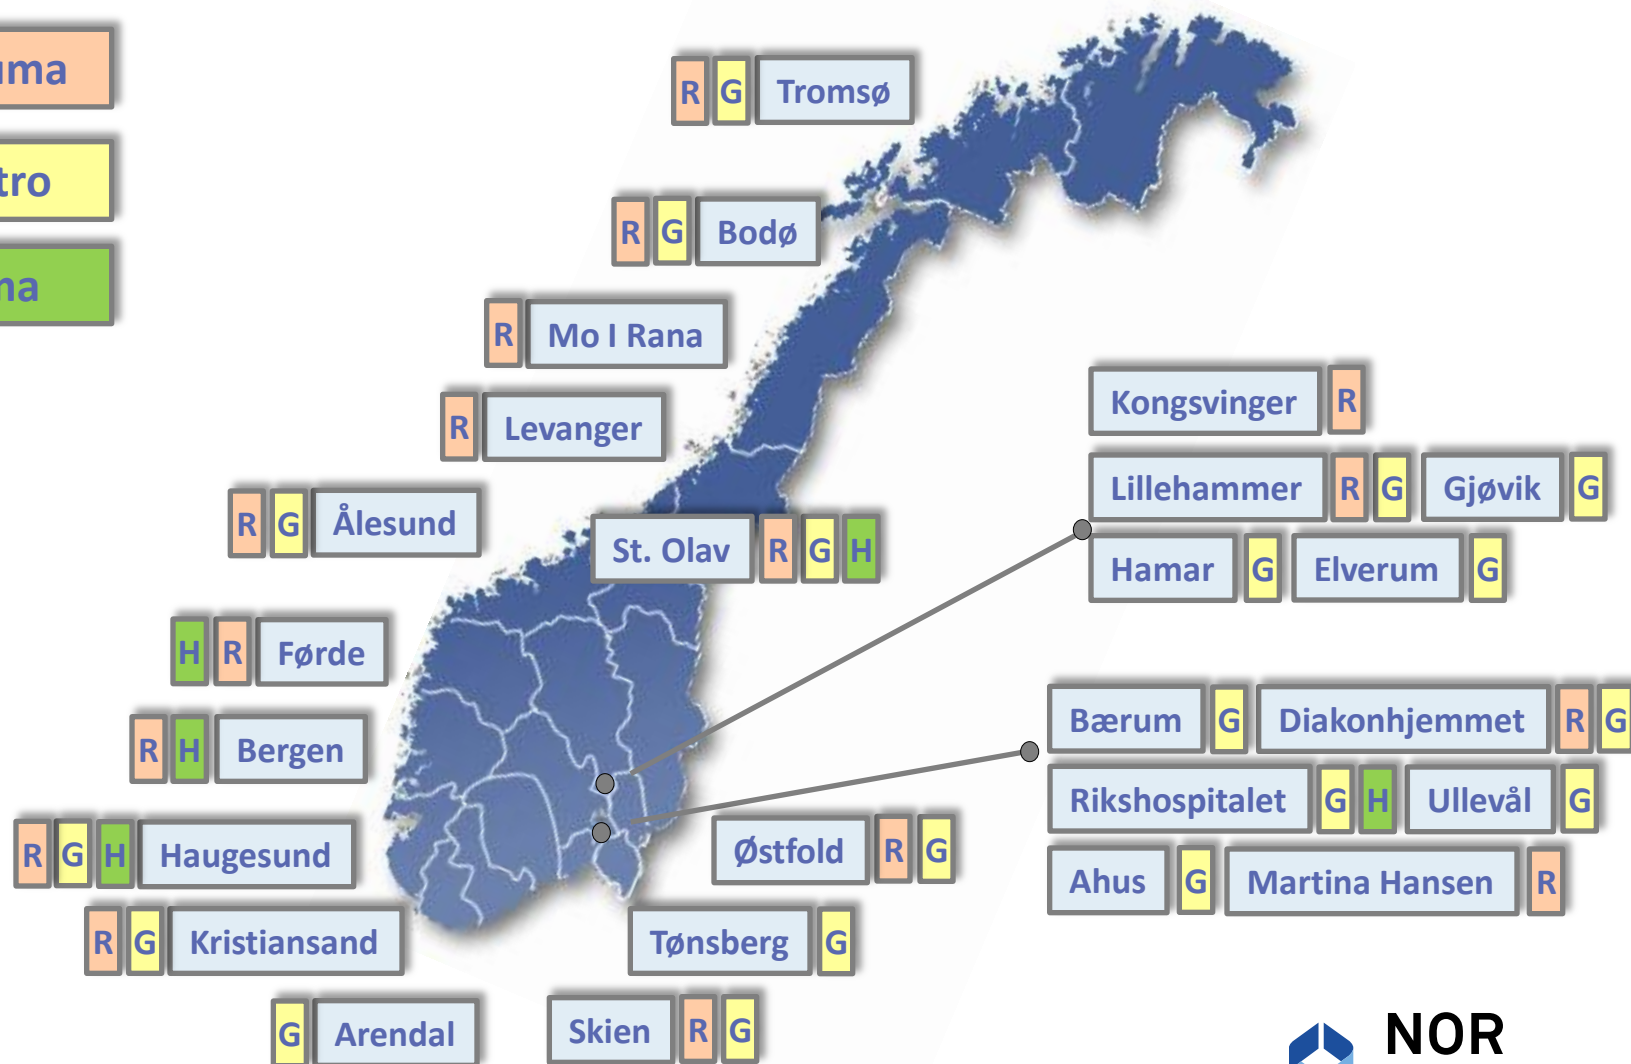 uma
tro
na
R G Tromsø
R G Bodø
R Mo I Rana
R Levanger
R G Ålesund
St. Olav R G H
H R Førde
R H Bergen
R G H Haugesund
R G Kristiansand
G Arendal
Østfold R G
Tønsberg G
Skien R G
Kongsvinger R
Lillehammer R G Gjøvik G
Hamar G Elverum G
Bærum G Diakonhjemmet R G
Rikshospitalet G H Ullevål G
Ahus G Martina Hansen R
NOR